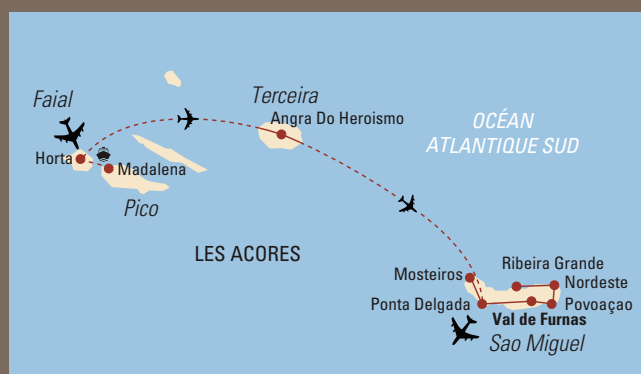 Faial
Terceira
Angra Do Heroismo
OCÉAN
ATLANTIQUE SUD
Horta
Madalena
Pico
LES ACORES
Mosteiros
Ribeira Grande
Nordeste
Ponta Delgada
Povoaçao
Val de Furnas
Sao Miguel